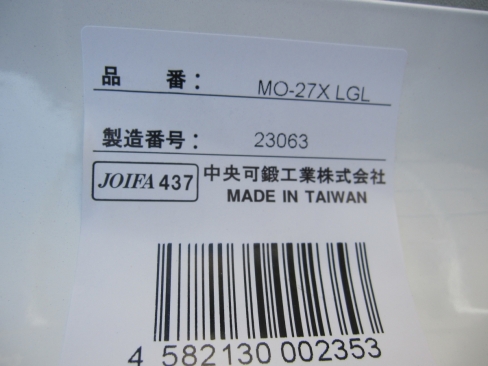 品　番： MO-27X LGL
製造番号： 23063
JOIFA 437 中央可鍛工業株式会社
MADE IN TAIWAN
4 582130 002353